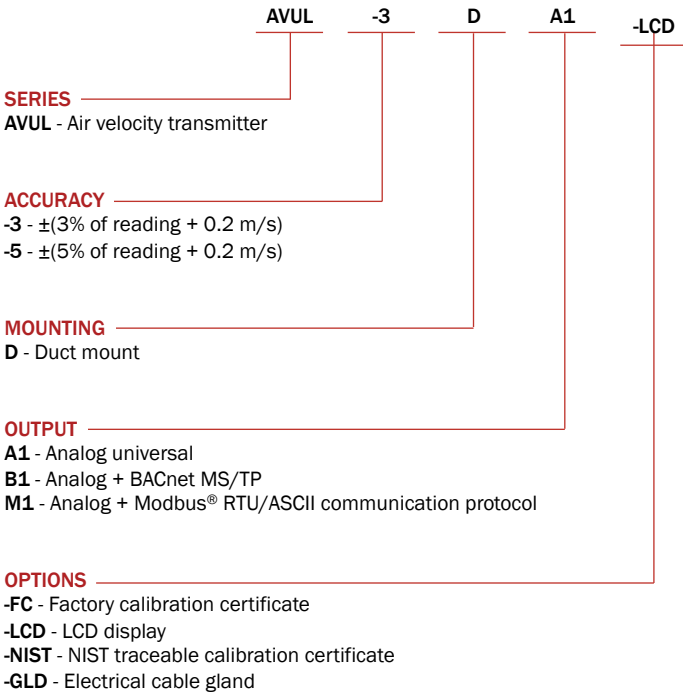 AVUL -3 D A1 -LCD
SERIES
AVUL - Air velocity transmitter
ACCURACY
-3 - ±(3% of reading + 0.2 m/s)
-5 - ±(5% of reading + 0.2 m/s)
MOUNTING
D - Duct mount
OUTPUT
A1 - Analog universal
B1 - Analog + BACnet MS/TP
M1 - Analog + Modbus® RTU/ASCII communication protocol
OPTIONS
-FC - Factory calibration certificate
-LCD - LCD display
-NIST - NIST traceable calibration certificate
-GLD - Electrical cable gland